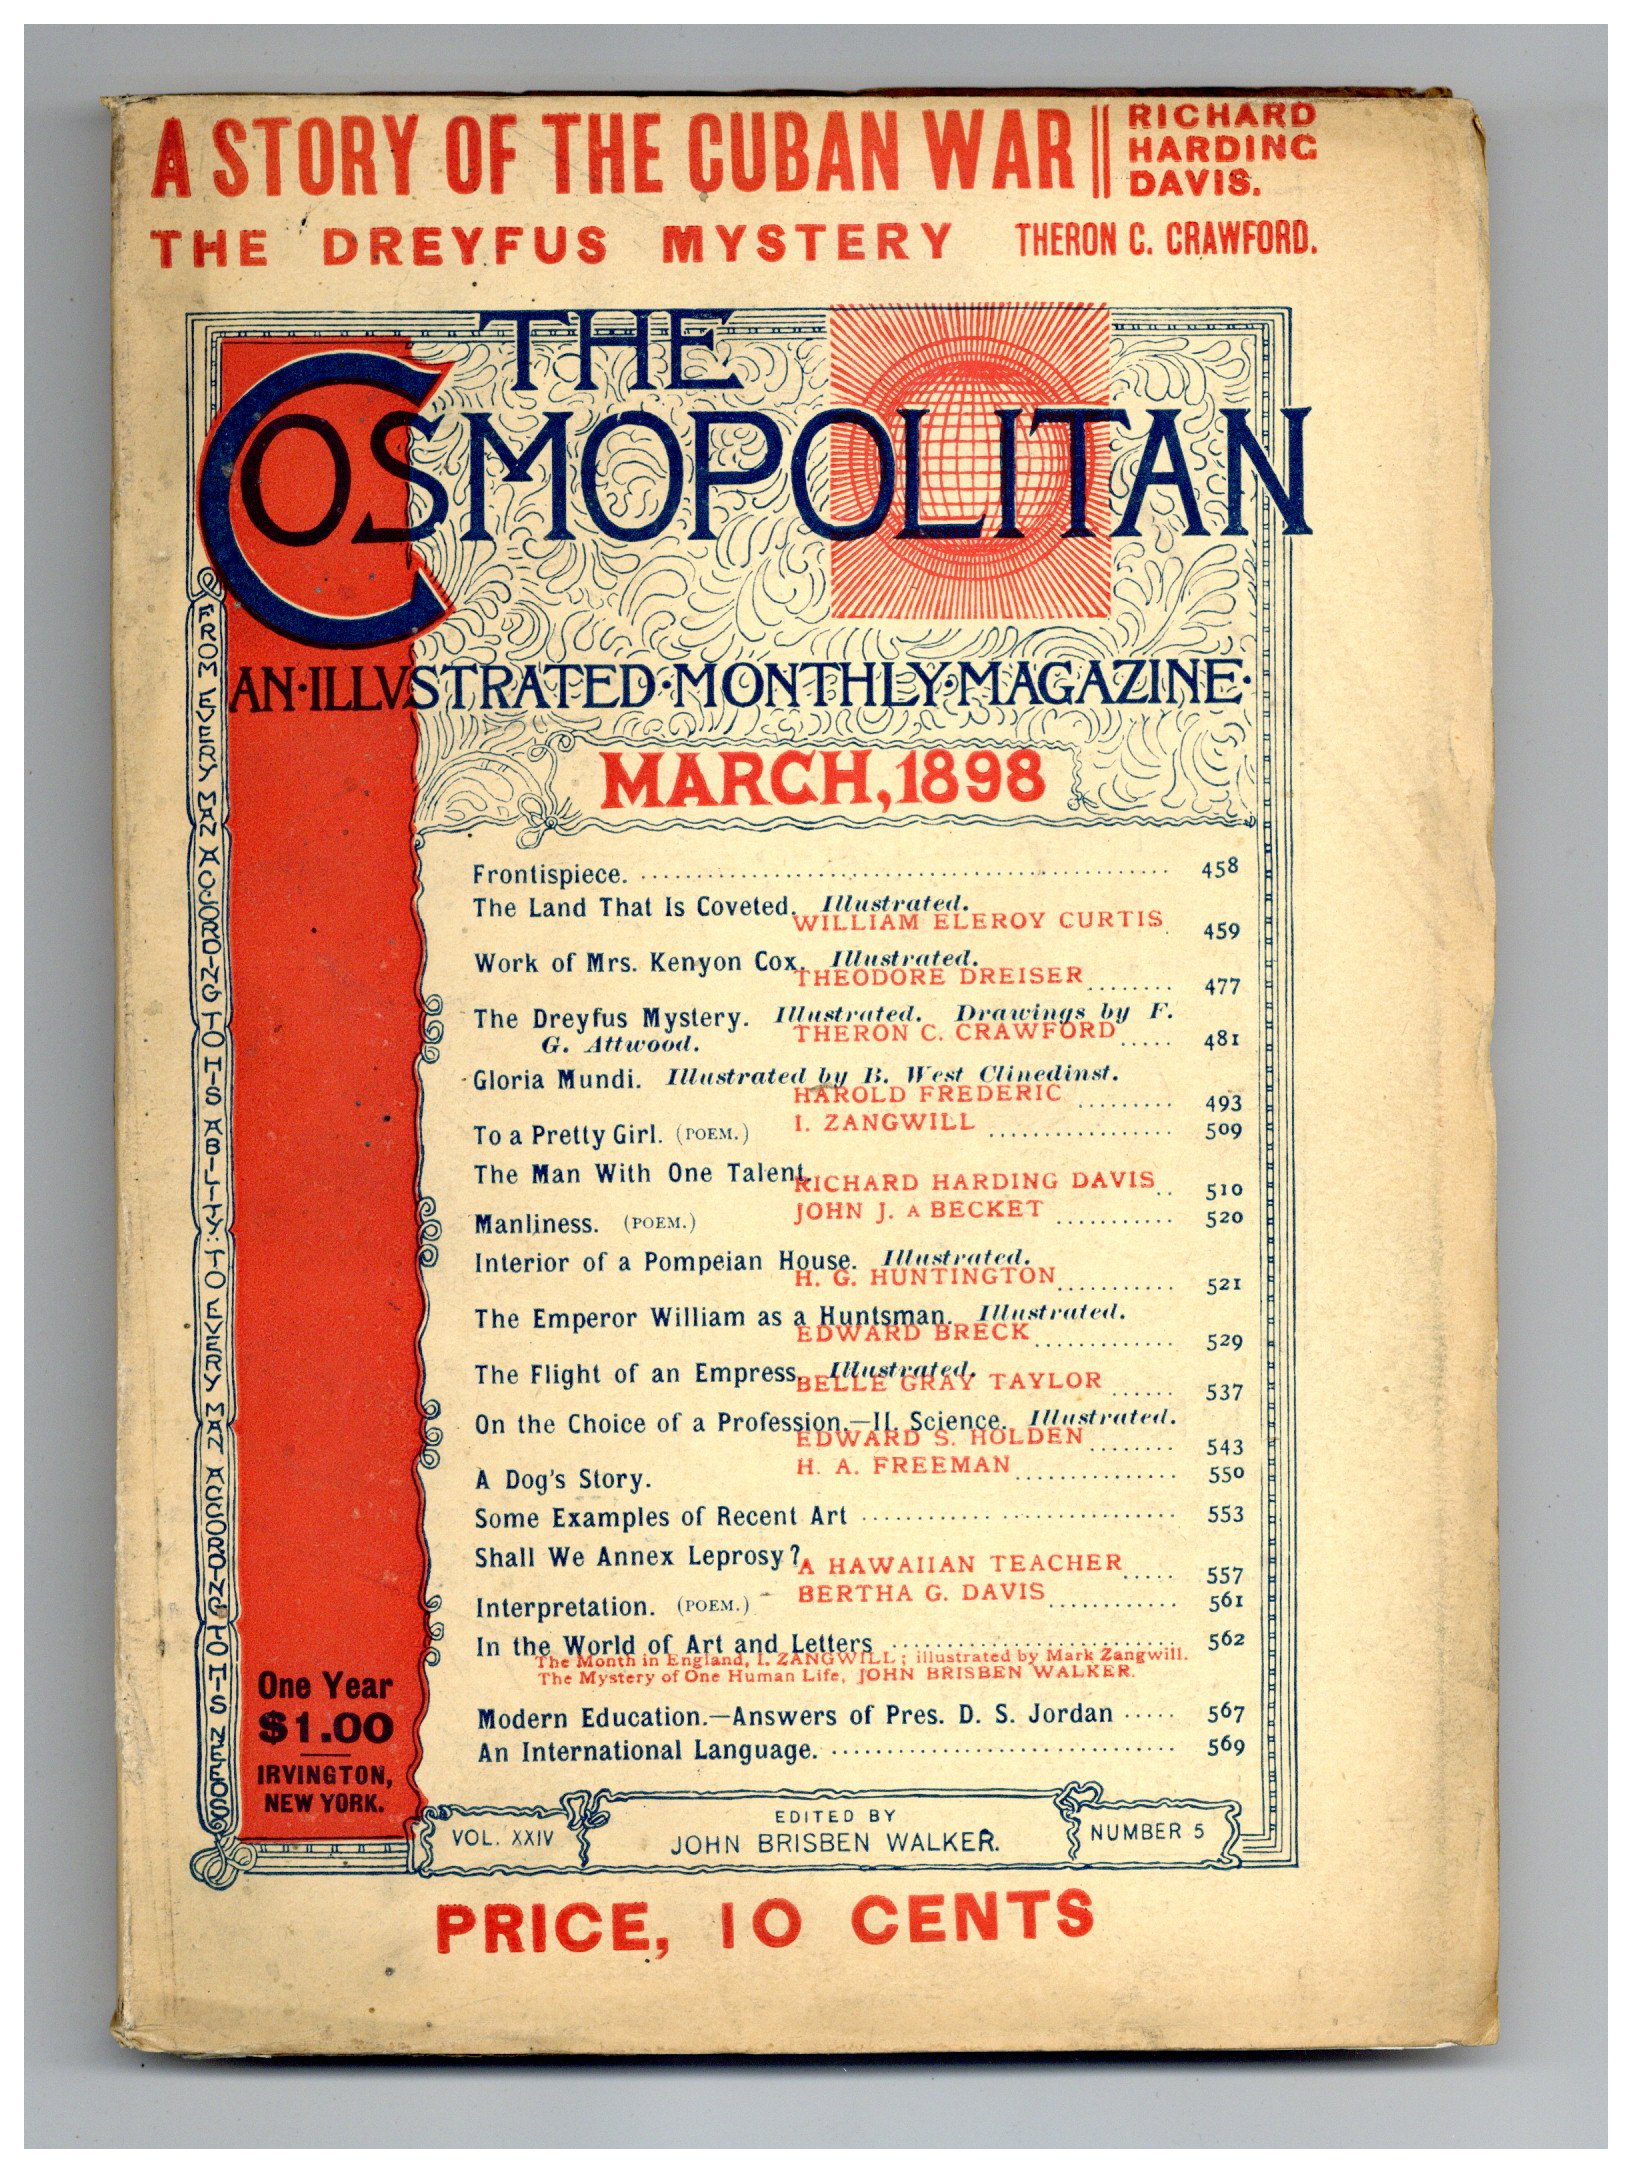 A STORY OF THE CUBAN WAR
RICHARD
HARDING
DAVIS.
THE DREYFUS MYSTERY THERON C. CRAWFORD.
THE
COSMOPOLITAN
AN·ILLVSTRATED·MONTHLY·MAGAZINE·
MARCH, 1898
FROM EVERY MAN ACCORDING TO HIS ABILITY: TO EVERY MAN ACCORDING TO HIS NEEDS
Frontispiece. 458
The Land That Is Coveted. Illustrated.
WILLIAM ELEROY CURTIS 459
Work of Mrs. Kenyon Cox. Illustrated.
THEODORE DREISER 477
The Dreyfus Mystery. Illustrated. Drawings by F.
G. Attwood. THERON C. CRAWFORD 481
Gloria Mundi. Illustrated by B. West Clinedinst.
HAROLD FREDERIC 493
To a Pretty Girl. (POEM.) I. ZANGWILL 509
The Man With One Talent.
RICHARD HARDING DAVIS 510
Manliness. (POEM.) JOHN J. A BECKET 520
Interior of a Pompeian House. Illustrated.
H. G. HUNTINGTON 521
The Emperor William as a Huntsman. Illustrated.
EDWARD BRECK 529
The Flight of an Empress. Illustrated.
BELLE GRAY TAYLOR 537
On the Choice of a Profession.—II. Science. Illustrated.
EDWARD S. HOLDEN 543
A Dog's Story. H. A. FREEMAN 550
Some Examples of Recent Art 553
Shall We Annex Leprosy?
A HAWAIIAN TEACHER 557
Interpretation. (POEM.) BERTHA G. DAVIS 561
In the World of Art and Letters 562
The Month in England, I. ZANGWILL; illustrated by Mark Zangwill.
The Mystery of One Human Life, JOHN BRISBEN WALKER.
Modern Education.—Answers of Pres. D. S. Jordan 567
An International Language. 569
One Year
$1.00
IRVINGTON,
NEW YORK.
VOL. XXIV
EDITED BY
JOHN BRISBEN WALKER.
NUMBER 5
PRICE, 10 CENTS